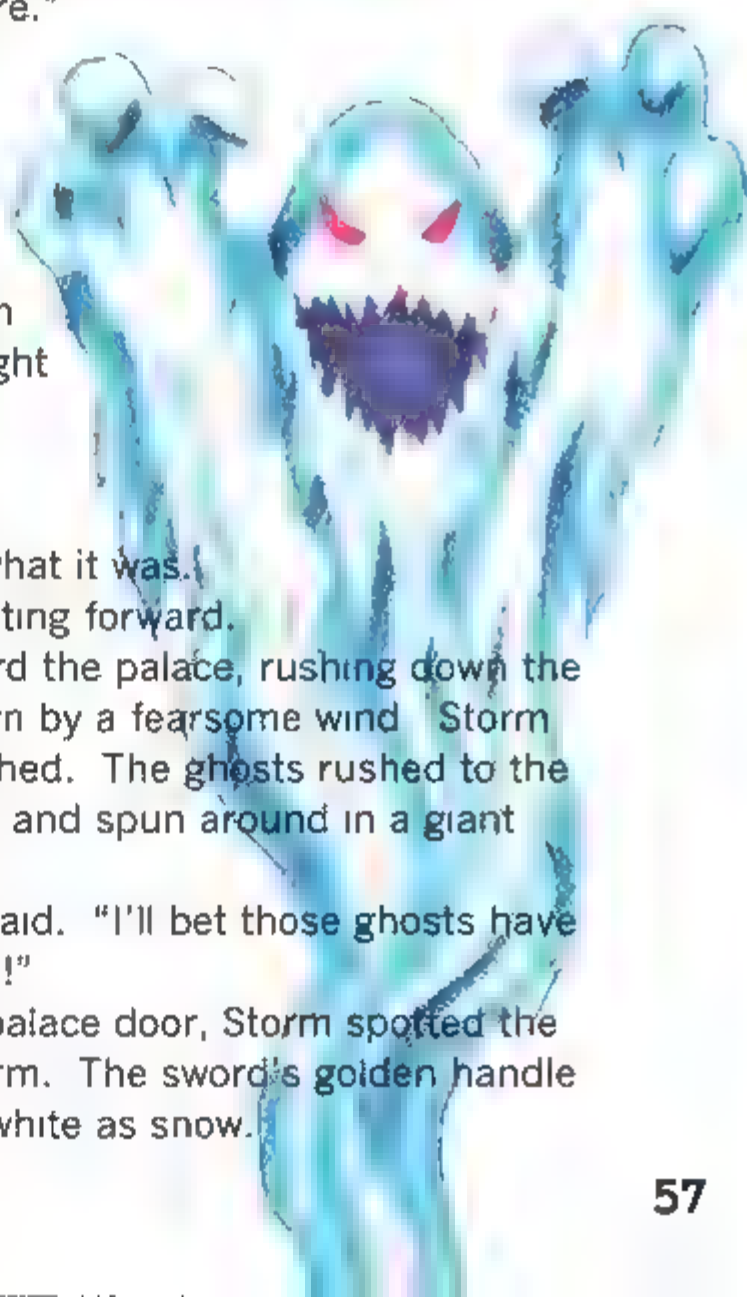 re."
n
ght
hat it was.
ting forward.
rd the palace, rushing down the
rn by a fearsome wind Storm
hed. The ghosts rushed to the
and spun around in a giant
aid. "I'll bet those ghosts have
!"
palace door, Storm spotted the
rm. The sword's golden handle
white as snow.
57